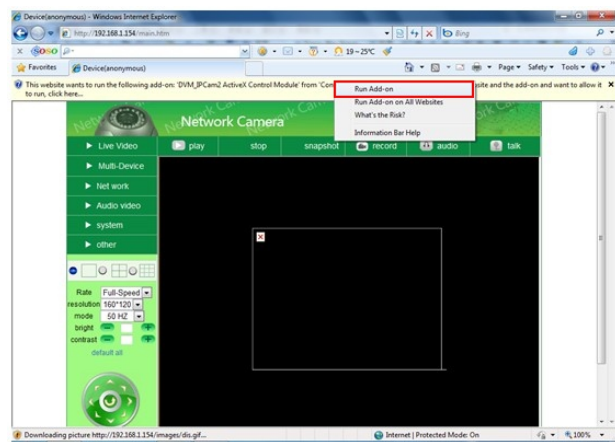 Device(anonymous) - Windows Internet Explorer
http://192.168.1.154/main.htm
Bing
SOSO
19~25℃
Favorites
Device(anonymous)
Page
Safety
Tools
This website wants to run the following add-on: 'DVM_IPCam2 ActiveX Control Module' from
site and the add-on and want to allow it
to run, click here...
Run Add-on
Run Add-on on All Websites
What's the Risk?
Information Bar Help
Network Camera
Live Video
play
stop
snapshot
record
audio
talk
Multi-Device
Net work
Audio video
system
other
Rate
Full-Speed
resolution
160*120
mode
50 HZ
bright
contrast
default all
Downloading picture http://192.168.1.154/images/dis.gif...
Internet | Protected Mode: On
100%